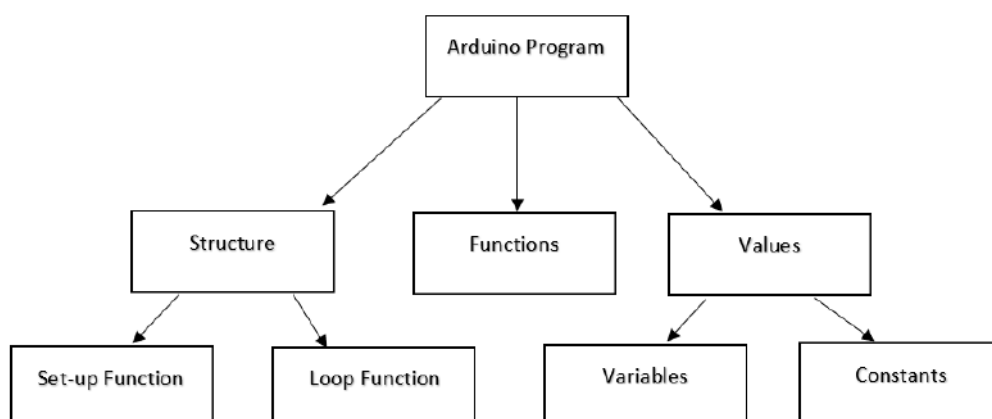 Arduino Program
Structure
Functions
Values
Set-up Function
Loop Function
Variables
Constants